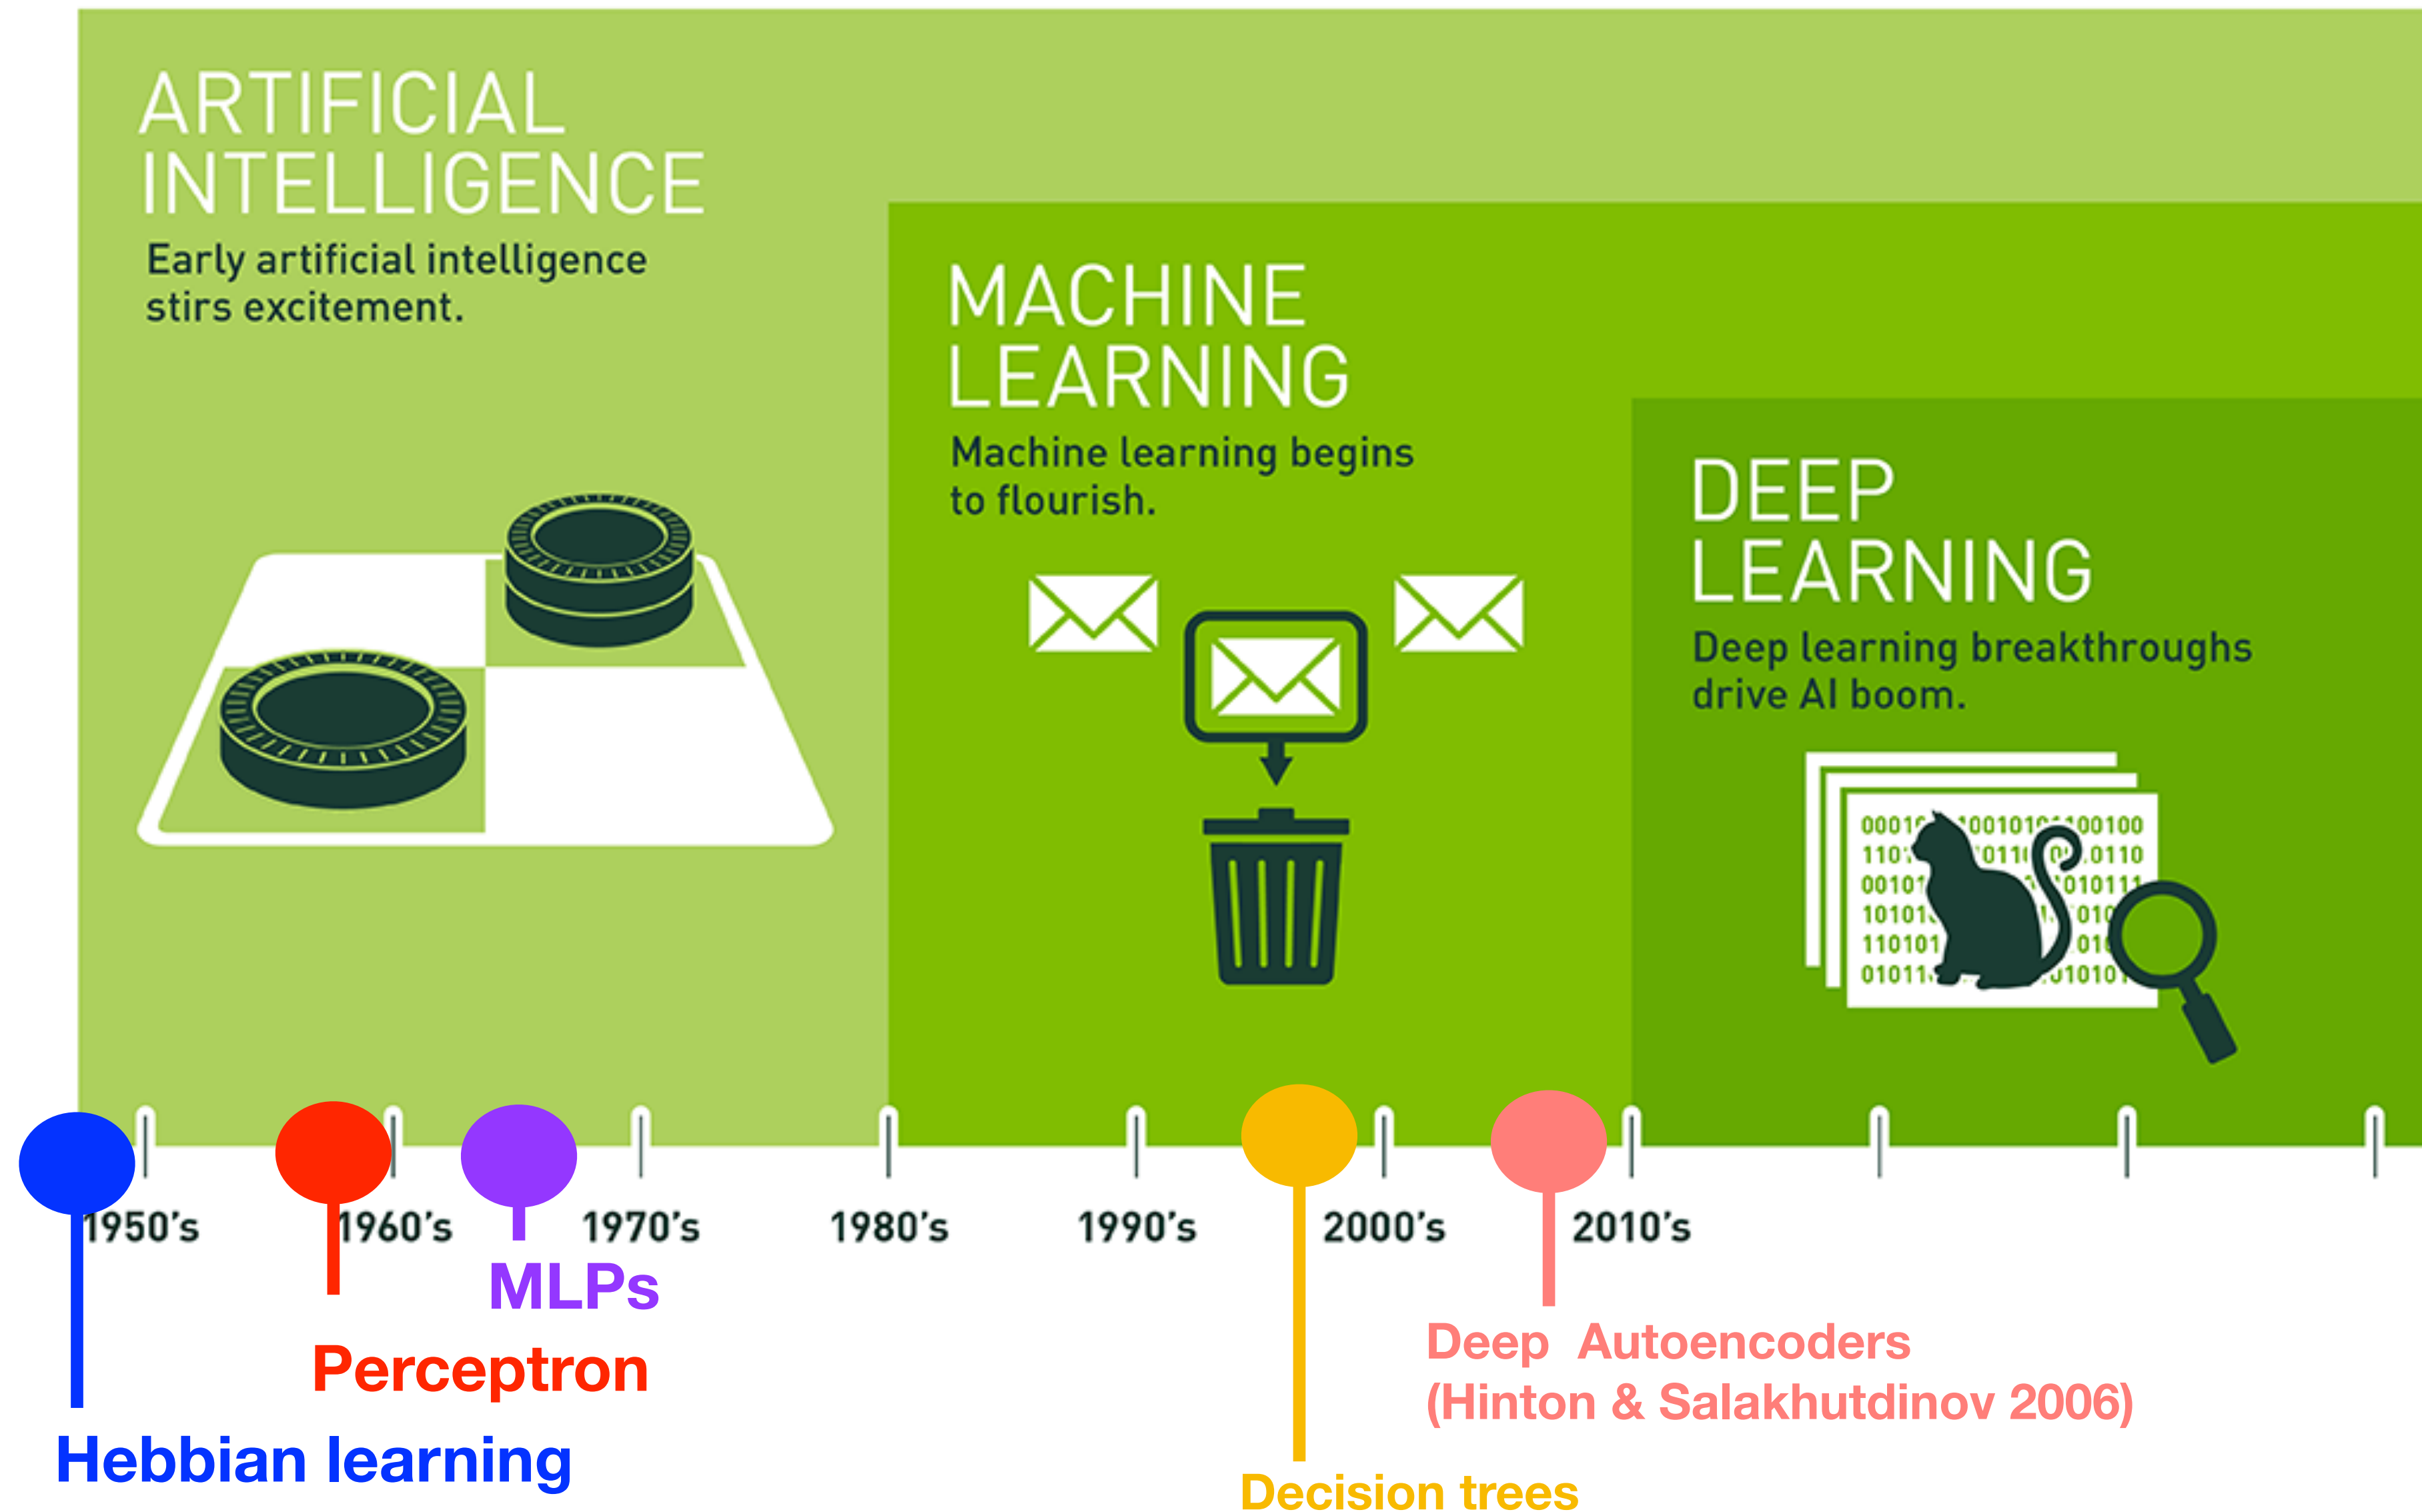 ARTIFICIAL
INTELLIGENCE
Early artificial intelligence
stirs excitement.
MACHINE
LEARNING
Machine learning begins
to flourish.
DEEP
LEARNING
Deep learning breakthroughs
drive AI boom.
1950's 1960's 1970's 1980's 1990's 2000's 2010's
MLPs
Perceptron
Hebbian learning
Deep Autoencoders
(Hinton & Salakhutdinov 2006)
Decision trees